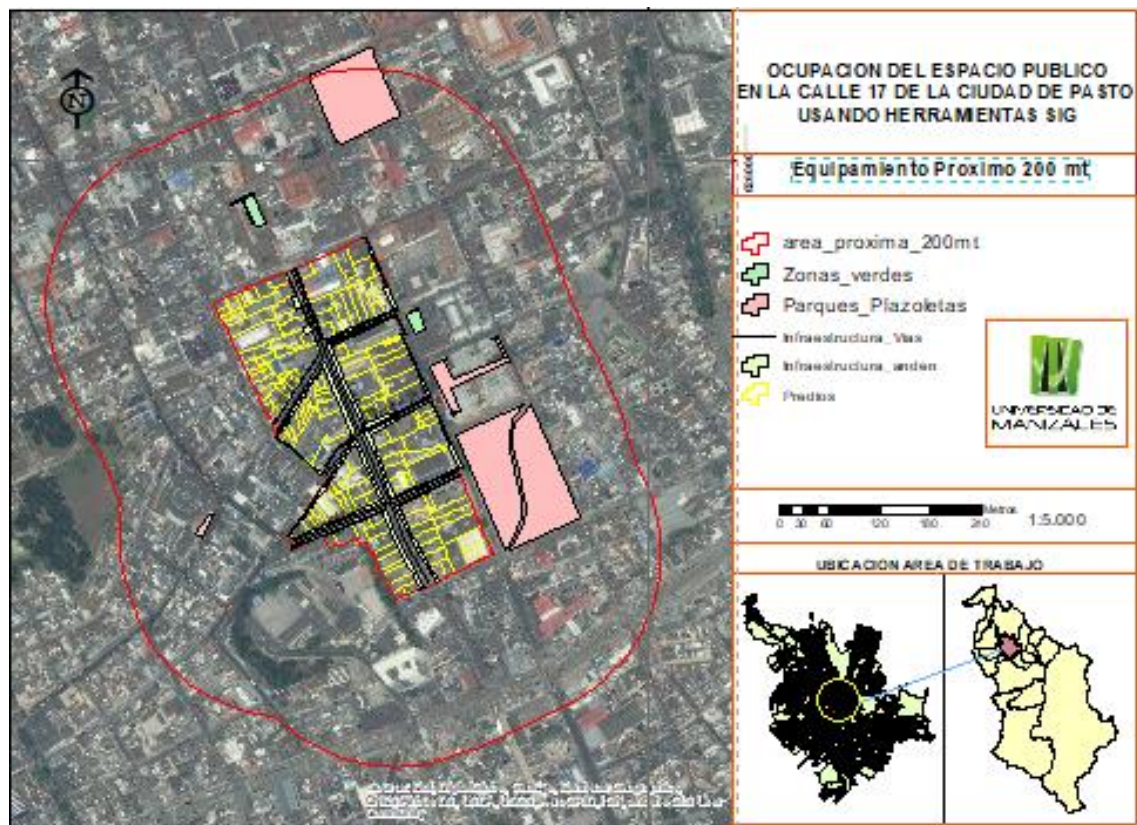 N
OCUPACION DEL ESPACIO PUBLICO
EN LA CALLE 17 DE LA CIUDAD DE PASTO
USANDO HERRAMIENTAS SIG
Equipamiento Proximo 200 mt
area_proxima_200mt
Zonas_verdes
Parques_Plazoletas
Infraestructura_Vias
Infraestructura_anden
Predios
UNIVERSIDAD DE
MANIZALES
Metros
0 30 60 120 180 240
1:5.000
UBICACION AREA DE TRABAJO